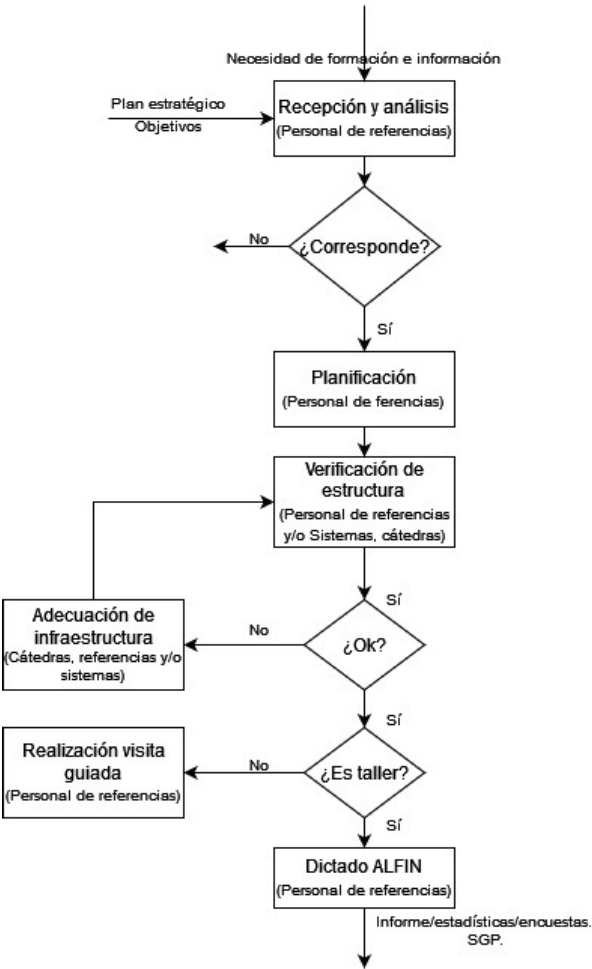 Necesidad de formación e información
Plan estratégico
Objetivos
Recepción y análisis
(Personal de referencias)
No
¿Corresponde?
Sí
Planificación
(Personal de ferencias)
Verificación de
estructura
(Personal de referencias
y/o Sistemas, cátedras)
Sí
Adecuación de
infraestructura
(Cátedras, referencias y/o
sistemas)
No
¿Ok?
Sí
Realización visita
guiada
(Personal de referencias)
No
¿Es taller?
Sí
Dictado ALFIN
(Personal de referencias)
Informe/estadísticas/encuestas.
SGP.